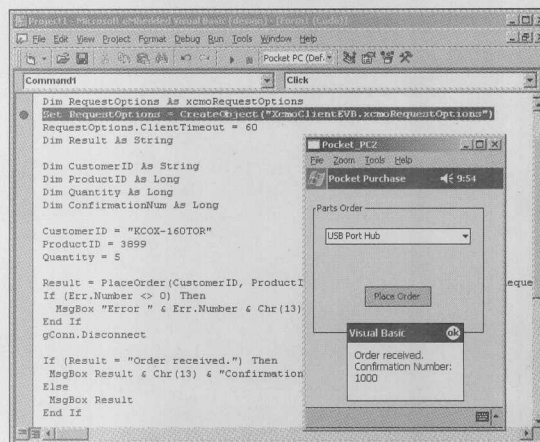 Project1 - Microsoft eMbedded Visual Basic [design] - [Form1 (Code)]
File Edit View Project Format Debug Run Tools Window Help
Pocket PC (Def.
Command1 Click
Dim RequestOptions As xcmoRequestOptions
Set RequestOptions = CreateObject("XcmoClientEVB.xcmoRequestOptions")
RequestOptions.ClientTimeout = 60
Dim Result As String
Dim CustomerID As String
Dim ProductID As Long
Dim Quantity As Long
Dim ConfirmationNum As Long
CustomerID = "KCOX-160TOR"
ProductID = 3899
Quantity = 5
Result = PlaceOrder(CustomerID, ProductI
eque
If (Err.Number <> 0) Then
MsgBox "Error " & Err.Number & Chr(13)
End If
gConn.Disconnect
If (Result = "Order received.") Then
MsgBox Result & Chr(13) & "Confirmation
Else
MsgBox Result
End If
Pocket_PC2
File Zoom Tools Help
Pocket Purchase 9:54
Parts Order
USB Port Hub
Place Order
Visual Basic ok
Order received.
Confirmation Number:
1000